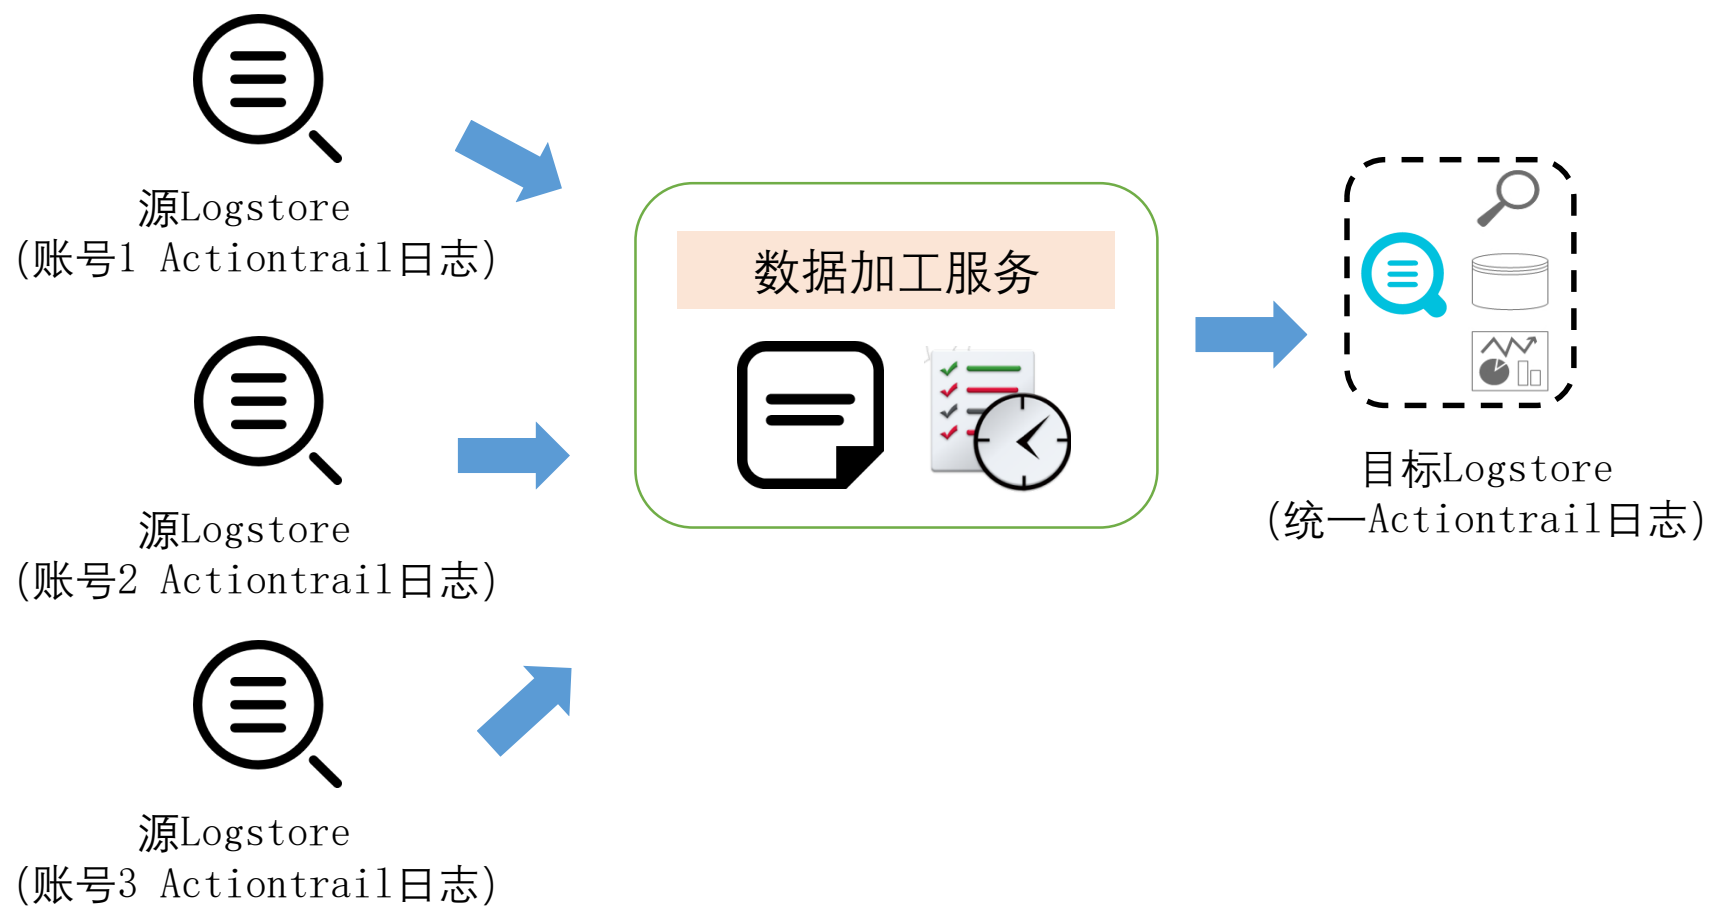 源Logstore
(账号1 Actiontrail日志)
源Logstore
(账号2 Actiontrail日志)
源Logstore
(账号3 Actiontrail日志)
数据加工服务
目标Logstore
(统一Actiontrail日志)